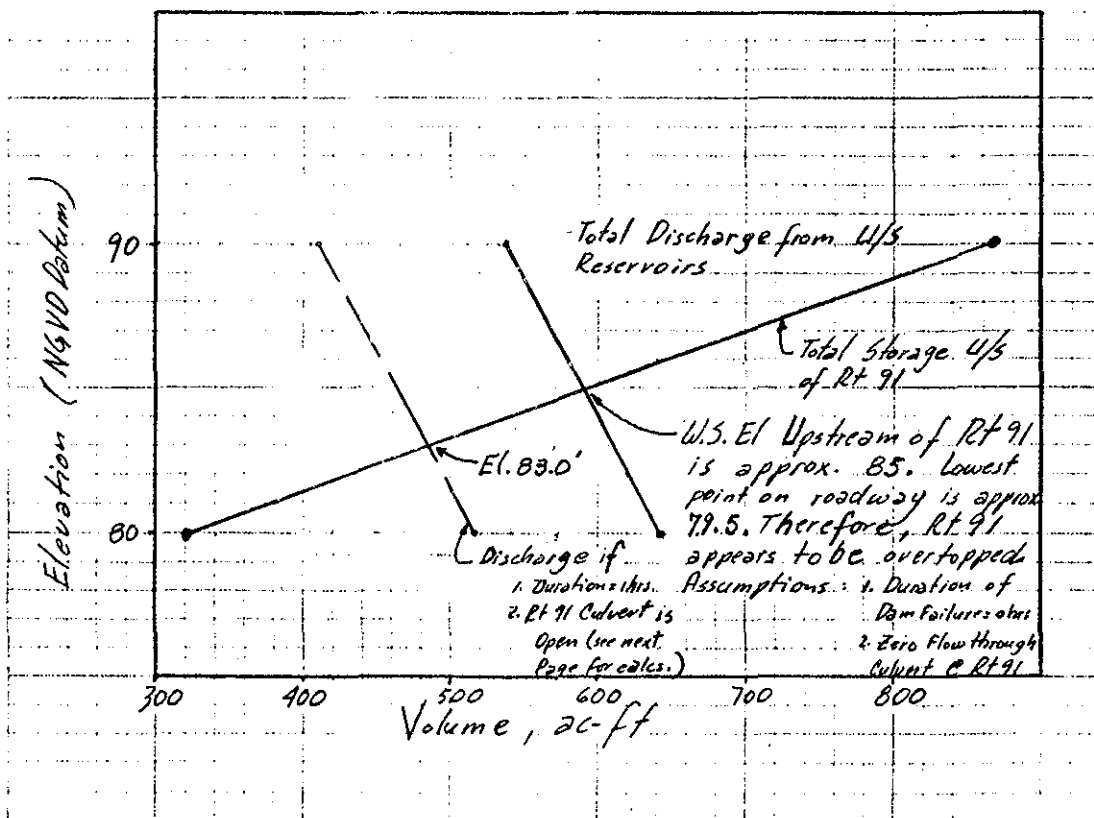 Elevation (NGVD Datum)
90
80
Total Discharge from U/S
Reservoirs
Total Storage U/S
of Rt 91
El. 83.0'
W.S. El Upstream of Rt 91
is approx. 85. Lowest
point on roadway is approx
79.5. Therefore, Rt 91
appears to be overtopped.
Discharge if
1. Duration = 1 hrs.
2. Rt 91 Culvert is
Open (see next
Page for calcs.)
Assumptions: 1. Duration of
Dam Failure =
2. Zero Flow through
Culvert @ Rt 91
300
400
500
600
700
800
Volume, ac-ft